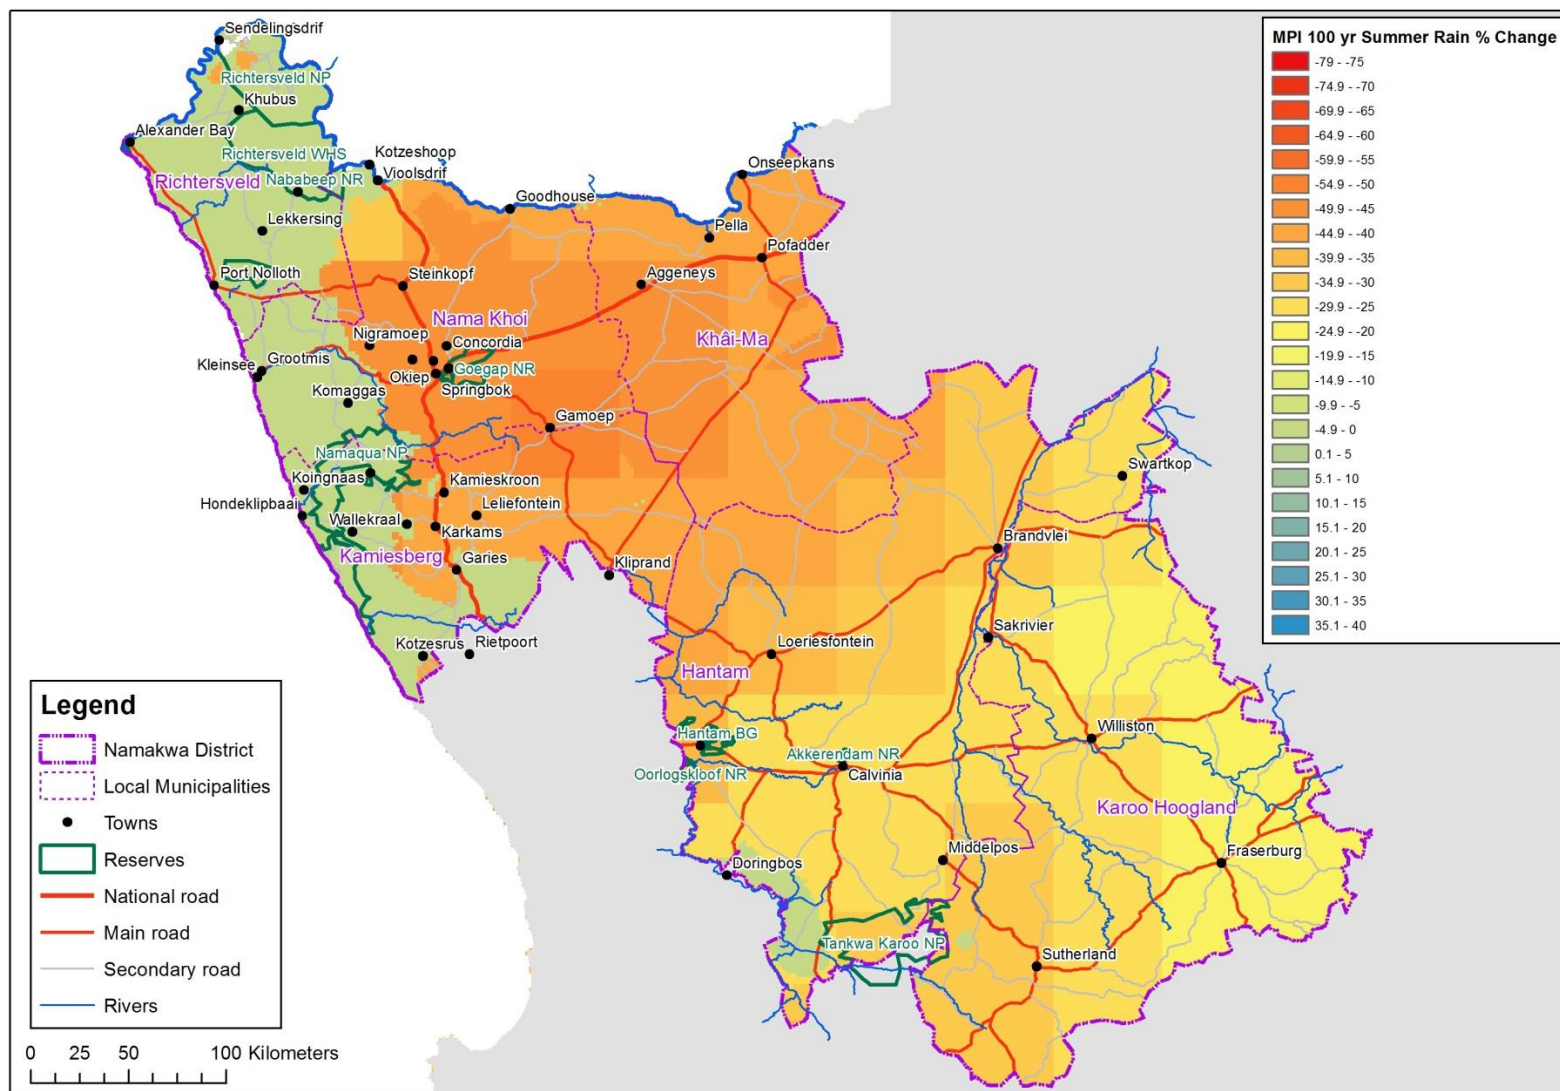 Sendelingsdrif
Richtersveld NP
Khubus
Alexander Bay
Richtersveld WHS
Kotzeshoop
Vioolsdrif
Richtersveld
Nababeep NR
Goodhouse
Onseepkans
Lekkersing
Pella
Pofadder
Port Nolloth
Steinkopf
Aggeneys
Nama Khoi
Khâi-Ma
Nigramoep
Concordia
Kleinsee
Grootmis
Okiep
Goegap NR
Komaggas
Springbok
Gamoep
Namaqua NP
Swartkop
Koingnaas
Kamieskroon
Hondeklipbaai
Leliefontein
Wallekraal
Karkams
Brandvlei
Kamiesberg
Garies
Kliprand
Kotzesrus
Rietpoort
Loeriesfontein
Sakrivier
Hantam
Williston
Hantam BG
Akkerendam NR
Oorlogskloof NR
Calvinia
Karoo Hoogland
Middelpos
Fraserburg
Doringbos
Tankwa Karoo NP
Sutherland
MPI 100 yr Summer Rain % Change
-79 - -75
-74.9 - -70
-69.9 - -65
-64.9 - -60
-59.9 - -55
-54.9 - -50
-49.9 - -45
-44.9 - -40
-39.9 - -35
-34.9 - -30
-29.9 - -25
-24.9 - -20
-19.9 - -15
-14.9 - -10
-9.9 - -5
-4.9 - 0
0.1 - 5
5.1 - 10
10.1 - 15
15.1 - 20
20.1 - 25
25.1 - 30
30.1 - 35
35.1 - 40
Legend
Namakwa District
Local Municipalities
Towns
Reserves
National road
Main road
Secondary road
Rivers
0 25 50 100 Kilometers